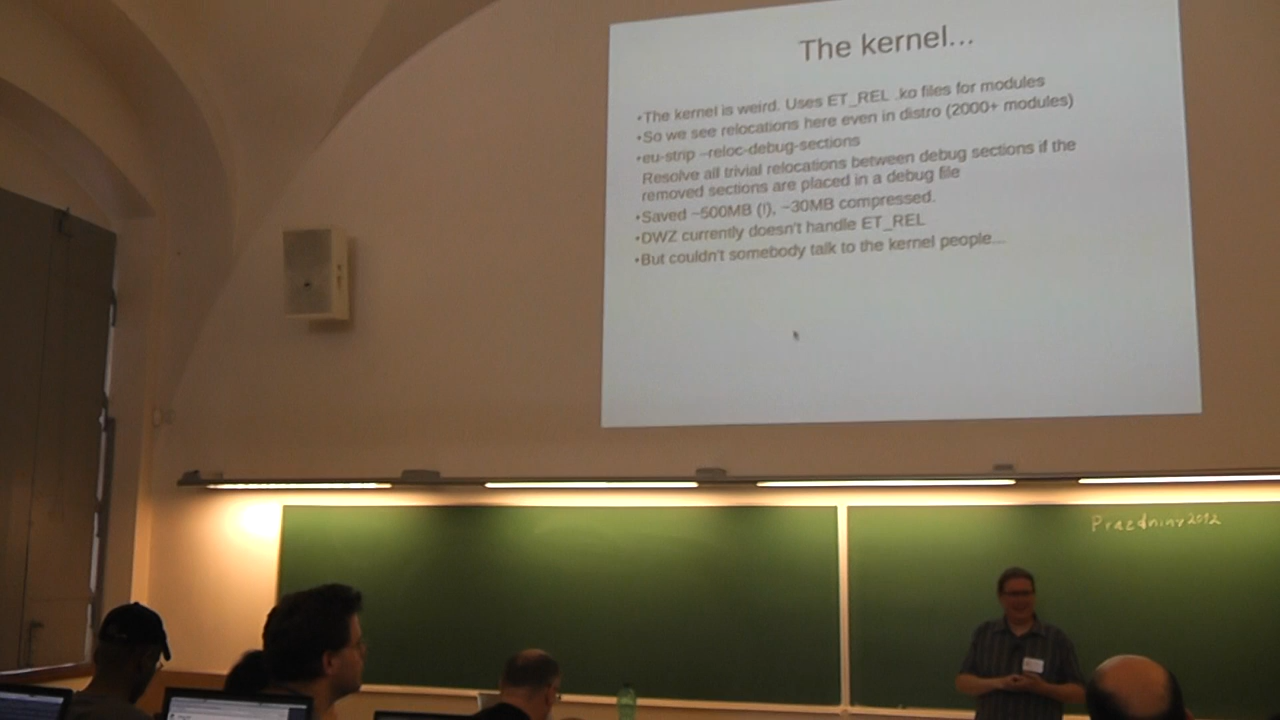 The kernel...
•The kernel is weird. Uses ET_REL .ko files for modules
•So we see relocations here even in distro (2000+ modules)
•eu-strip –reloc-debug-sections
Resolve all trivial relocations between debug sections if the
removed sections are placed in a debug file
•Saved ~500MB (!), ~30MB compressed.
•DWZ currently doesn't handle ET_REL
•But couldn't somebody talk to the kernel people...
Prazdniny2012